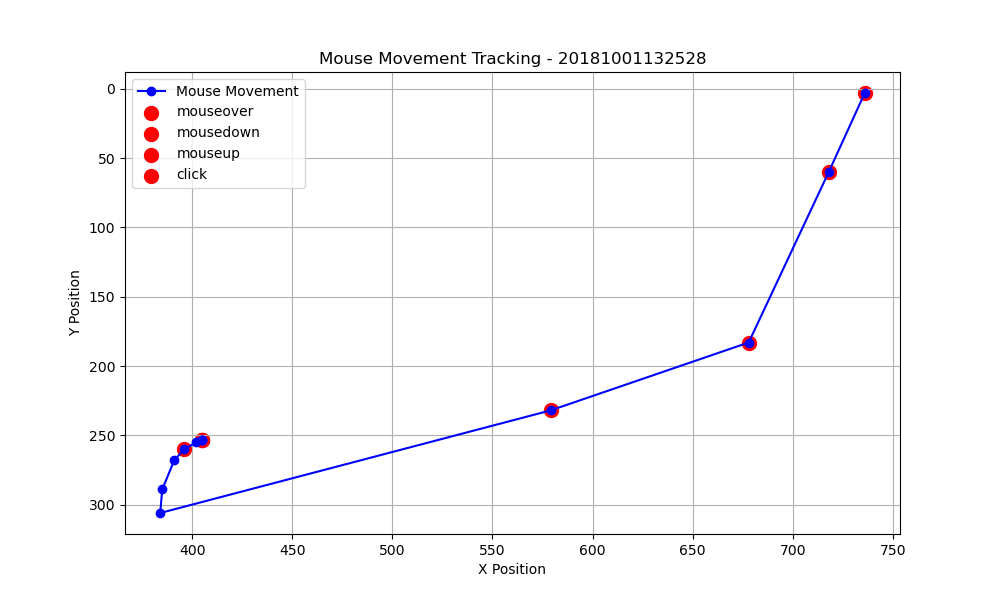 Mouse Movement Tracking - 20181001132528
Mouse Movement
mouseover
mousedown
mouseup
click
0
50
100
150
200
250
300
Y Position
400
450
500
550
600
650
700
750
X Position